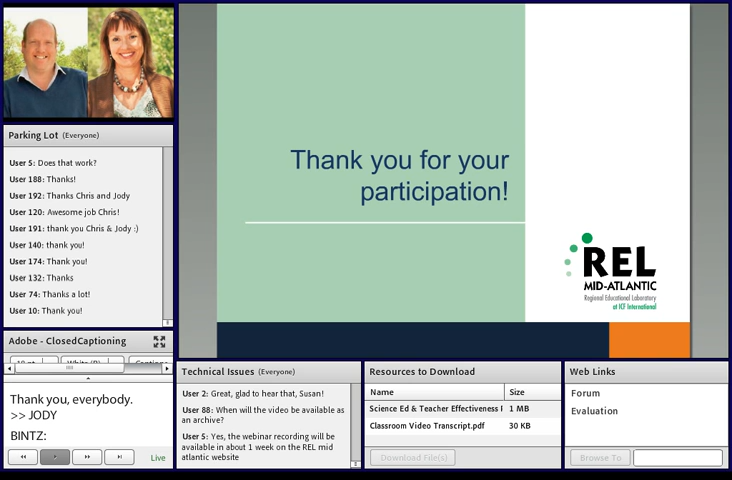 Parking Lot (Everyone)
User 5: Does that work?
User 188: Thanks!
User 192: Thanks Chris and Jody
User 120: Awesome job Chris!
User 191: thank you Chris & Jody :)
User 140: thank you!
User 174: Thank you!
User 132: Thanks
User 74: Thanks a lot!
User 10: Thank you!
Adobe - ClosedCaptioning
Thank you, everybody.
>> JODY
BINTZ:
Live
Thank you for your
participation!
REL
MID-ATLANTIC
Regional Educational Laboratory
at ICF International
Technical Issues (Everyone)
User 2: Great, glad to hear that, Susan!
User 88: When will the video be available as
an archive?
User 5: Yes, the webinar recording will be
available in about 1 week on the REL mid
atlantic website
Resources to Download
Name Size
Science Ed & Teacher Effectiveness 1 MB
Classroom Video Transcript.pdf 30 KB
Download File(s)
Web Links
Forum
Evaluation
Browse To